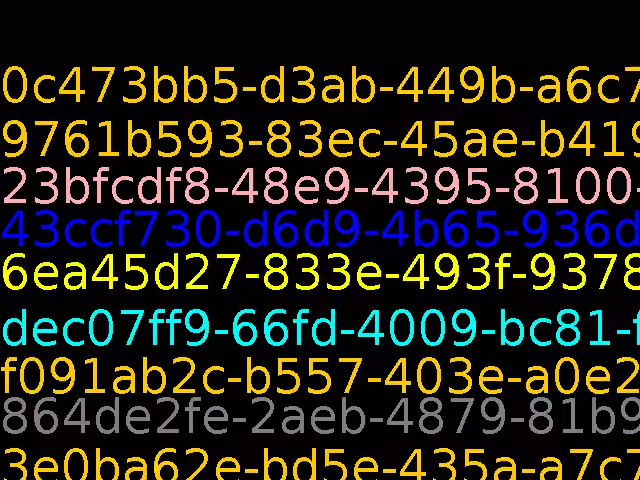 0c473bb5-d3ab-449b-a6c7
9761b593-83ec-45ae-b419
23bfcdf8-48e9-4395-8100-
43ccf730-d6d9-4b65-936d
6ea45d27-833e-493f-9378
dec07ff9-66fd-4009-bc81-f
f091ab2c-b557-403e-a0e2
864de2fe-2aeb-4879-81b9
3e0ba62e-bd5e-435a-a7c7